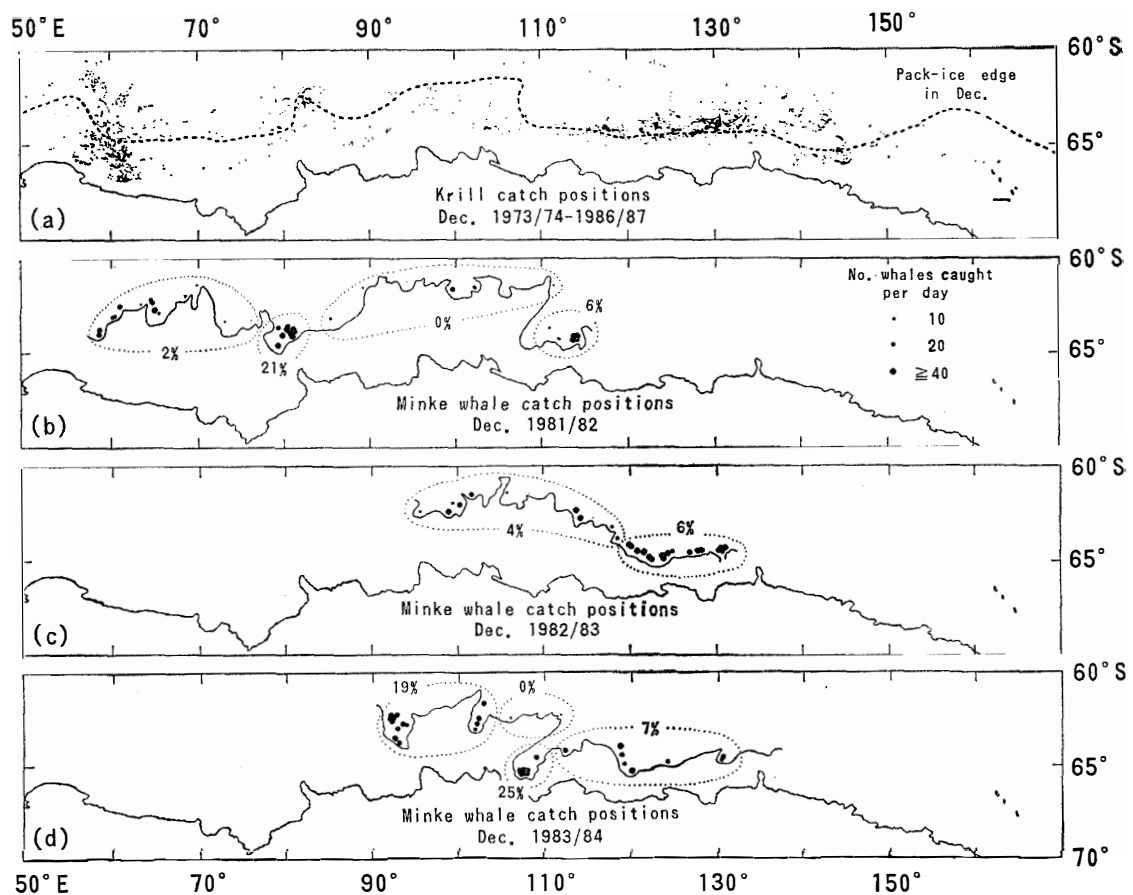 50°E 70° 90° 110° 130° 150°
60°S
Pack-ice edge
in Dec.
65°
Krill catch positions
Dec. 1973/74-1986/87
(a)
60°S
No. whales caught
per day
10
20
≧40
6%
0%
2%
21%
65°
Minke whale catch positions
Dec. 1981/82
(b)
60°S
4%
6%
65°
Minke whale catch positions
Dec. 1982/83
(c)
60°S
19%
0%
7%
25%
65°
Minke whale catch positions
Dec. 1983/84
(d)
70°
50°E 70° 90° 110° 130° 150°